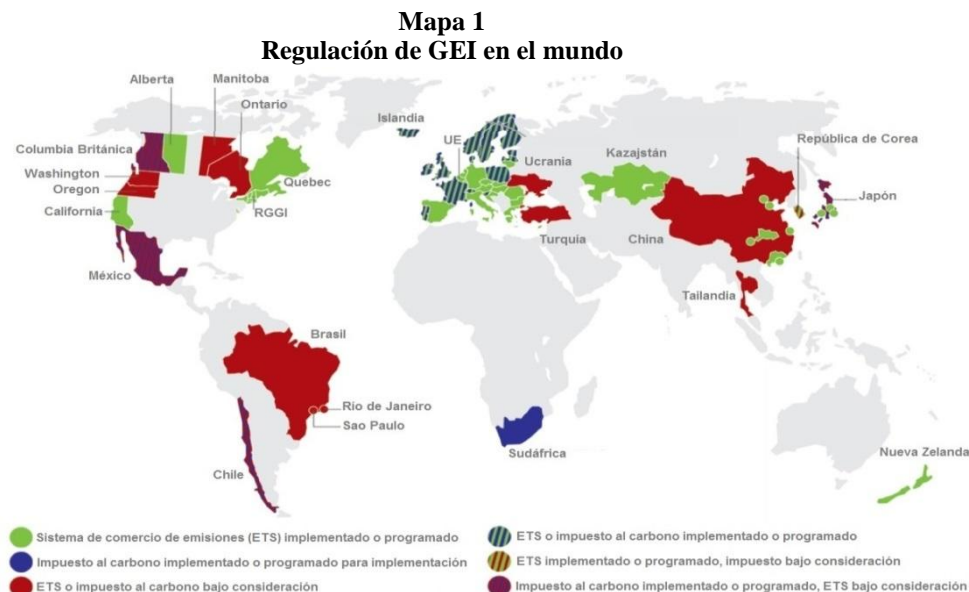 Mapa 1
Regulación de GEI en el mundo
Alberta
Manitoba
Ontario
Islandia
República de Corea
Columbia Británica
UE
Ucrania
Kazajstán
Washington
Quebec
Oregon
RGGI
Japón
California
Turquia
China
México
Tailandia
Brasil
Río de Janeiro
Sao Paulo
Sudáfrica
Nueva Zelanda
Chile
Sistema de comercio de emisiones (ETS) implementado o programado
ETS o impuesto al carbono implementado o programado
Impuesto al carbono implementado o programado para implementación
ETS implementado o programado, impuesto bajo consideración
ETS o impuesto al carbono bajo consideración
Impuesto al carbono implementado o programado, ETS bajo consideración